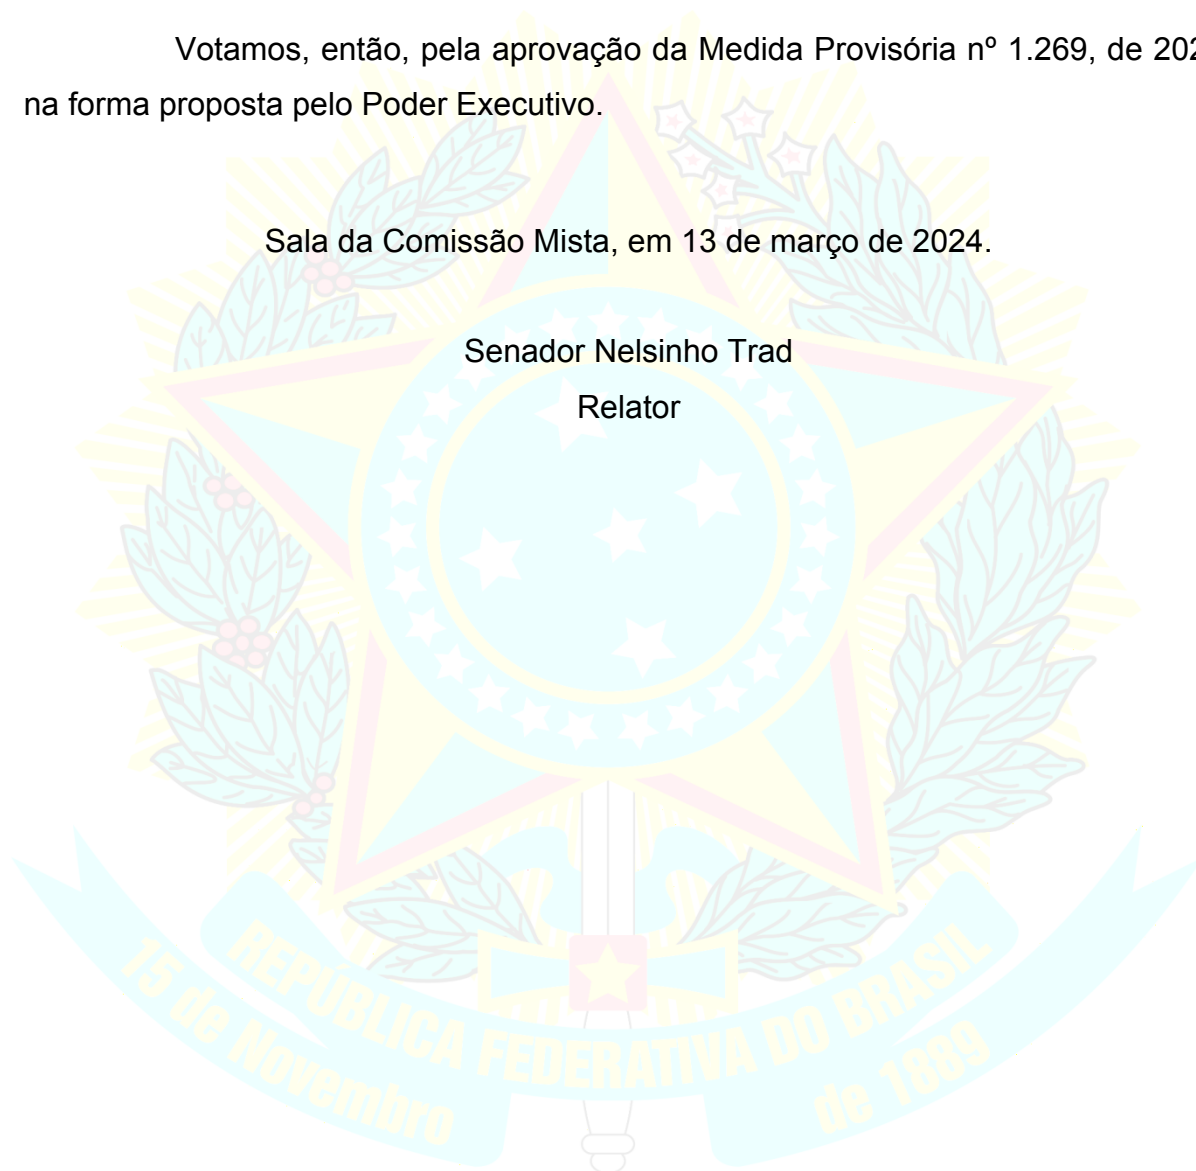 Votamos, então, pela aprovação da Medida Provisória nº 1.269, de 202
na forma proposta pelo Poder Executivo.
Sala da Comissão Mista, em 13 de março de 2024.
Senador Nelsinho Trad
Relator
REPÚBLICA FEDERATIVA DO BRASIL
15 de Novembro
de 1889